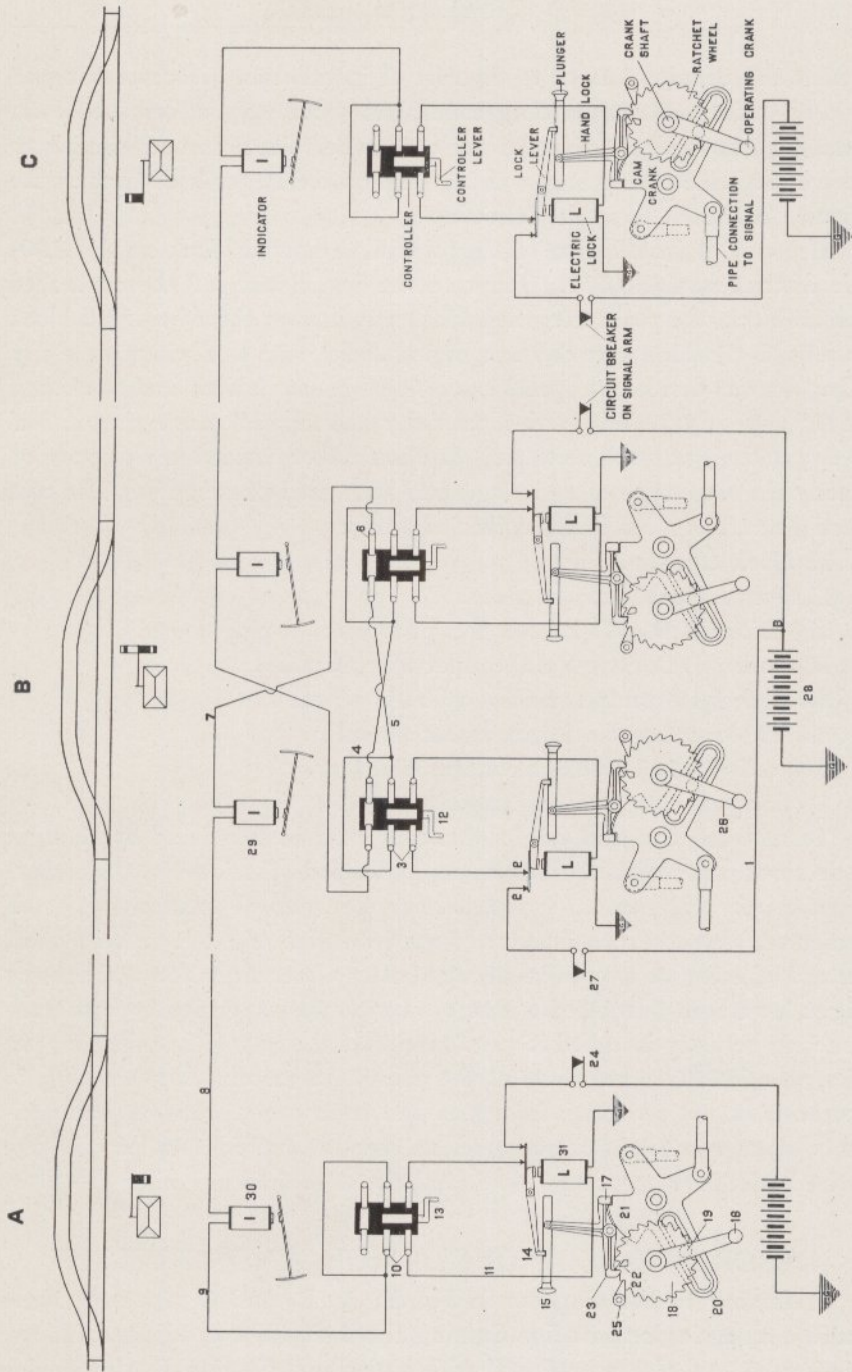 A
B
C
8
9
30
I
7
29
I
I
I
INDICATOR
10
13
4
5
3
12
6
CONTROLLER
CONTROLLER
LEVER
11
14
15
31
L
24
2
2
L
27
L
CIRCUIT BREAKER
ON SIGNAL ARM
LOCK
LEVER
PLUNGER
HAND LOCK
L
ELECTRIC
LOCK
17
21
22
23
25
18
19
20
16
26
CAM
CRANK
CRANK
SHAFT
RATCHET
WHEEL
OPERATING CRANK
PIPE CONNECTION
TO SIGNAL
1
B
28
G
G
G
G
G
G
G